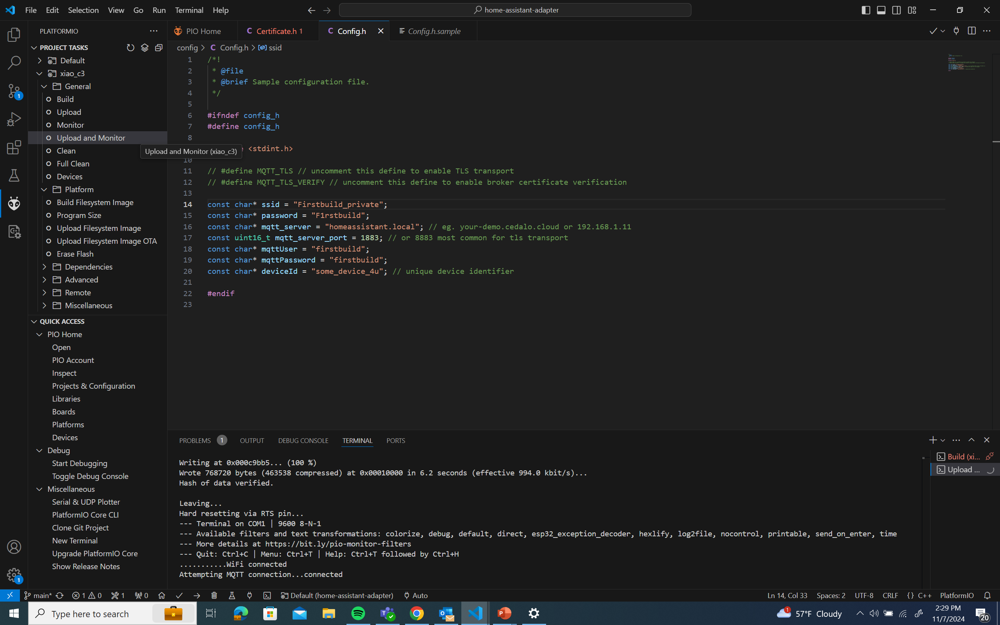 File Edit Selection View Go Run Terminal Help
home-assistant-adapter
PLATFORMIO
PROJECT TASKS
Default
xiao_c3
General
Build
Upload
Monitor
Upload and Monitor
Clean
Full Clean
Devices
Platform
Build Filesystem Image
Program Size
Upload Filesystem Image
Upload Filesystem Image OTA
Erase Flash
Dependencies
Advanced
Remote
Miscellaneous
QUICK ACCESS
PIO Home
Open
PIO Account
Inspect
Projects & Configuration
Libraries
Boards
Platforms
Devices
Debug
Start Debugging
Toggle Debug Console
Miscellaneous
Serial & UDP Plotter
PlatformIO Core CLI
Clone Git Project
New Terminal
Upgrade PlatformIO Core
Show Release Notes
1
1
PIO Home
C Certificate.h 1
C Config.h
Config.h.sample
config > C Config.h > ssid
1 /*!
2 * @file
3 * @brief Sample configuration file.
4 */
5
6 #ifndef config_h
7 #define config_h
8
<stdint.h>
Upload and Monitor (xiao_c3)
10
11 // #define MQTT_TLS // uncomment this define to enable TLS transport
12 // #define MQTT_TLS_VERIFY // uncomment this define to enable broker certificate verification
13
14 const char* ssid = "Firstbuild_private";
15 const char* password = "F1rstbuild";
16 const char* mqtt_server = "homeassistant.local"; // eg. your-demo.cedalo.cloud or 192.168.1.11
17 const uint16_t mqtt_server_port = 1883; // or 8883 most common for tls transport
18 const char* mqttUser = "firstbuild";
19 const char* mqttPassword = "firstbuild";
20 const char* deviceId = "some_device_4u"; // unique device identifier
21
22 #endif
23
PROBLEMS 1 OUTPUT DEBUG CONSOLE TERMINAL PORTS
Writing at 0x000c9bb5... (100 %)
Wrote 768720 bytes (463538 compressed) at 0x00010000 in 6.2 seconds (effective 994.0 kbit/s)...
Hash of data verified.
Leaving...
Hard resetting via RTS pin...
--- Terminal on COM1 | 9600 8-N-1
--- Available filters and text transformations: colorize, debug, default, direct, esp32_exception_decoder, hexlify, log2file, nocontrol, printable, send_on_enter, time
--- More details at https://bit.ly/pio-monitor-filters
--- Quit: Ctrl+C | Menu: Ctrl+T | Help: Ctrl+T followed by Ctrl+H
...........WiFi connected
Attempting MQTT connection...connected
Build (xi...
Upload ...
main* 1 0 1 0 Default (home-assistant-adapter) Auto
Ln 14, Col 33 Spaces: 2 UTF-8 CRLF {} C++ PlatformIO
Type here to search
1 57°F Cloudy
2:29 PM
11/7/2024
20